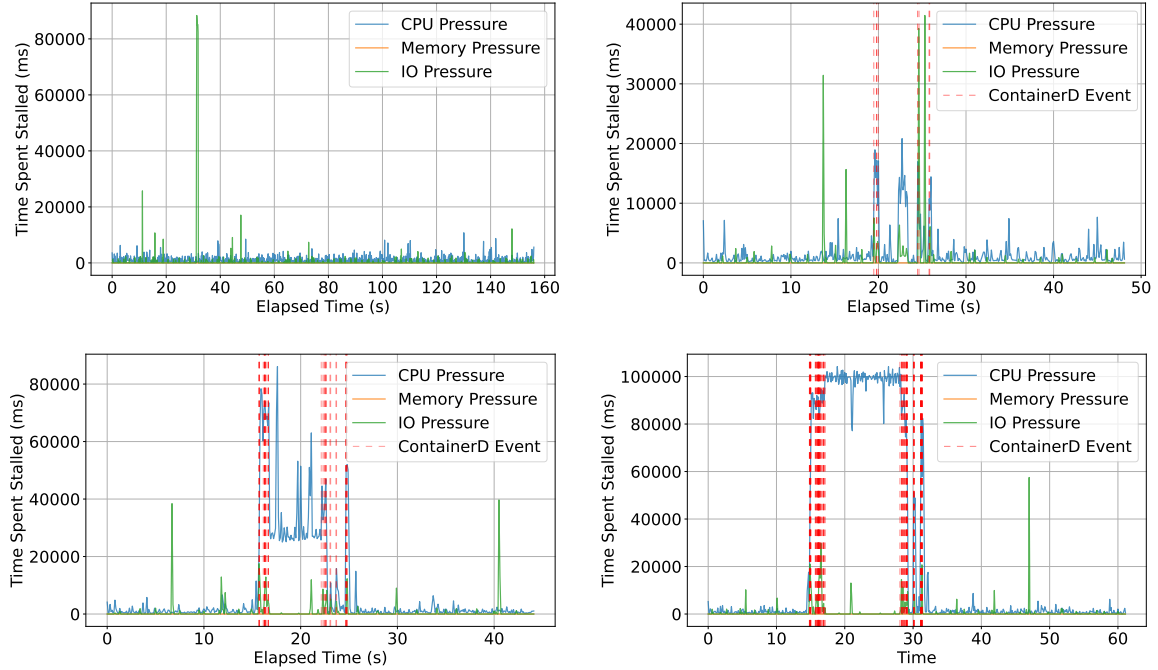 Time Spent Stalled (ms)
80000
60000
40000
20000
0
CPU Pressure
Memory Pressure
IO Pressure
0 20 40 60 80 100 120 140 160
Elapsed Time (s)
Time Spent Stalled (ms)
40000
30000
20000
10000
0
CPU Pressure
Memory Pressure
IO Pressure
ContainerD Event
0 10 20 30 40 50
Elapsed Time (s)
Time Spent Stalled (ms)
80000
60000
40000
20000
0
CPU Pressure
Memory Pressure
IO Pressure
ContainerD Event
0 10 20 30 40
Elapsed Time (s)
Time Spent Stalled (ms)
100000
80000
60000
40000
20000
0
CPU Pressure
Memory Pressure
IO Pressure
ContainerD Event
0 10 20 30 40 50 60
Time